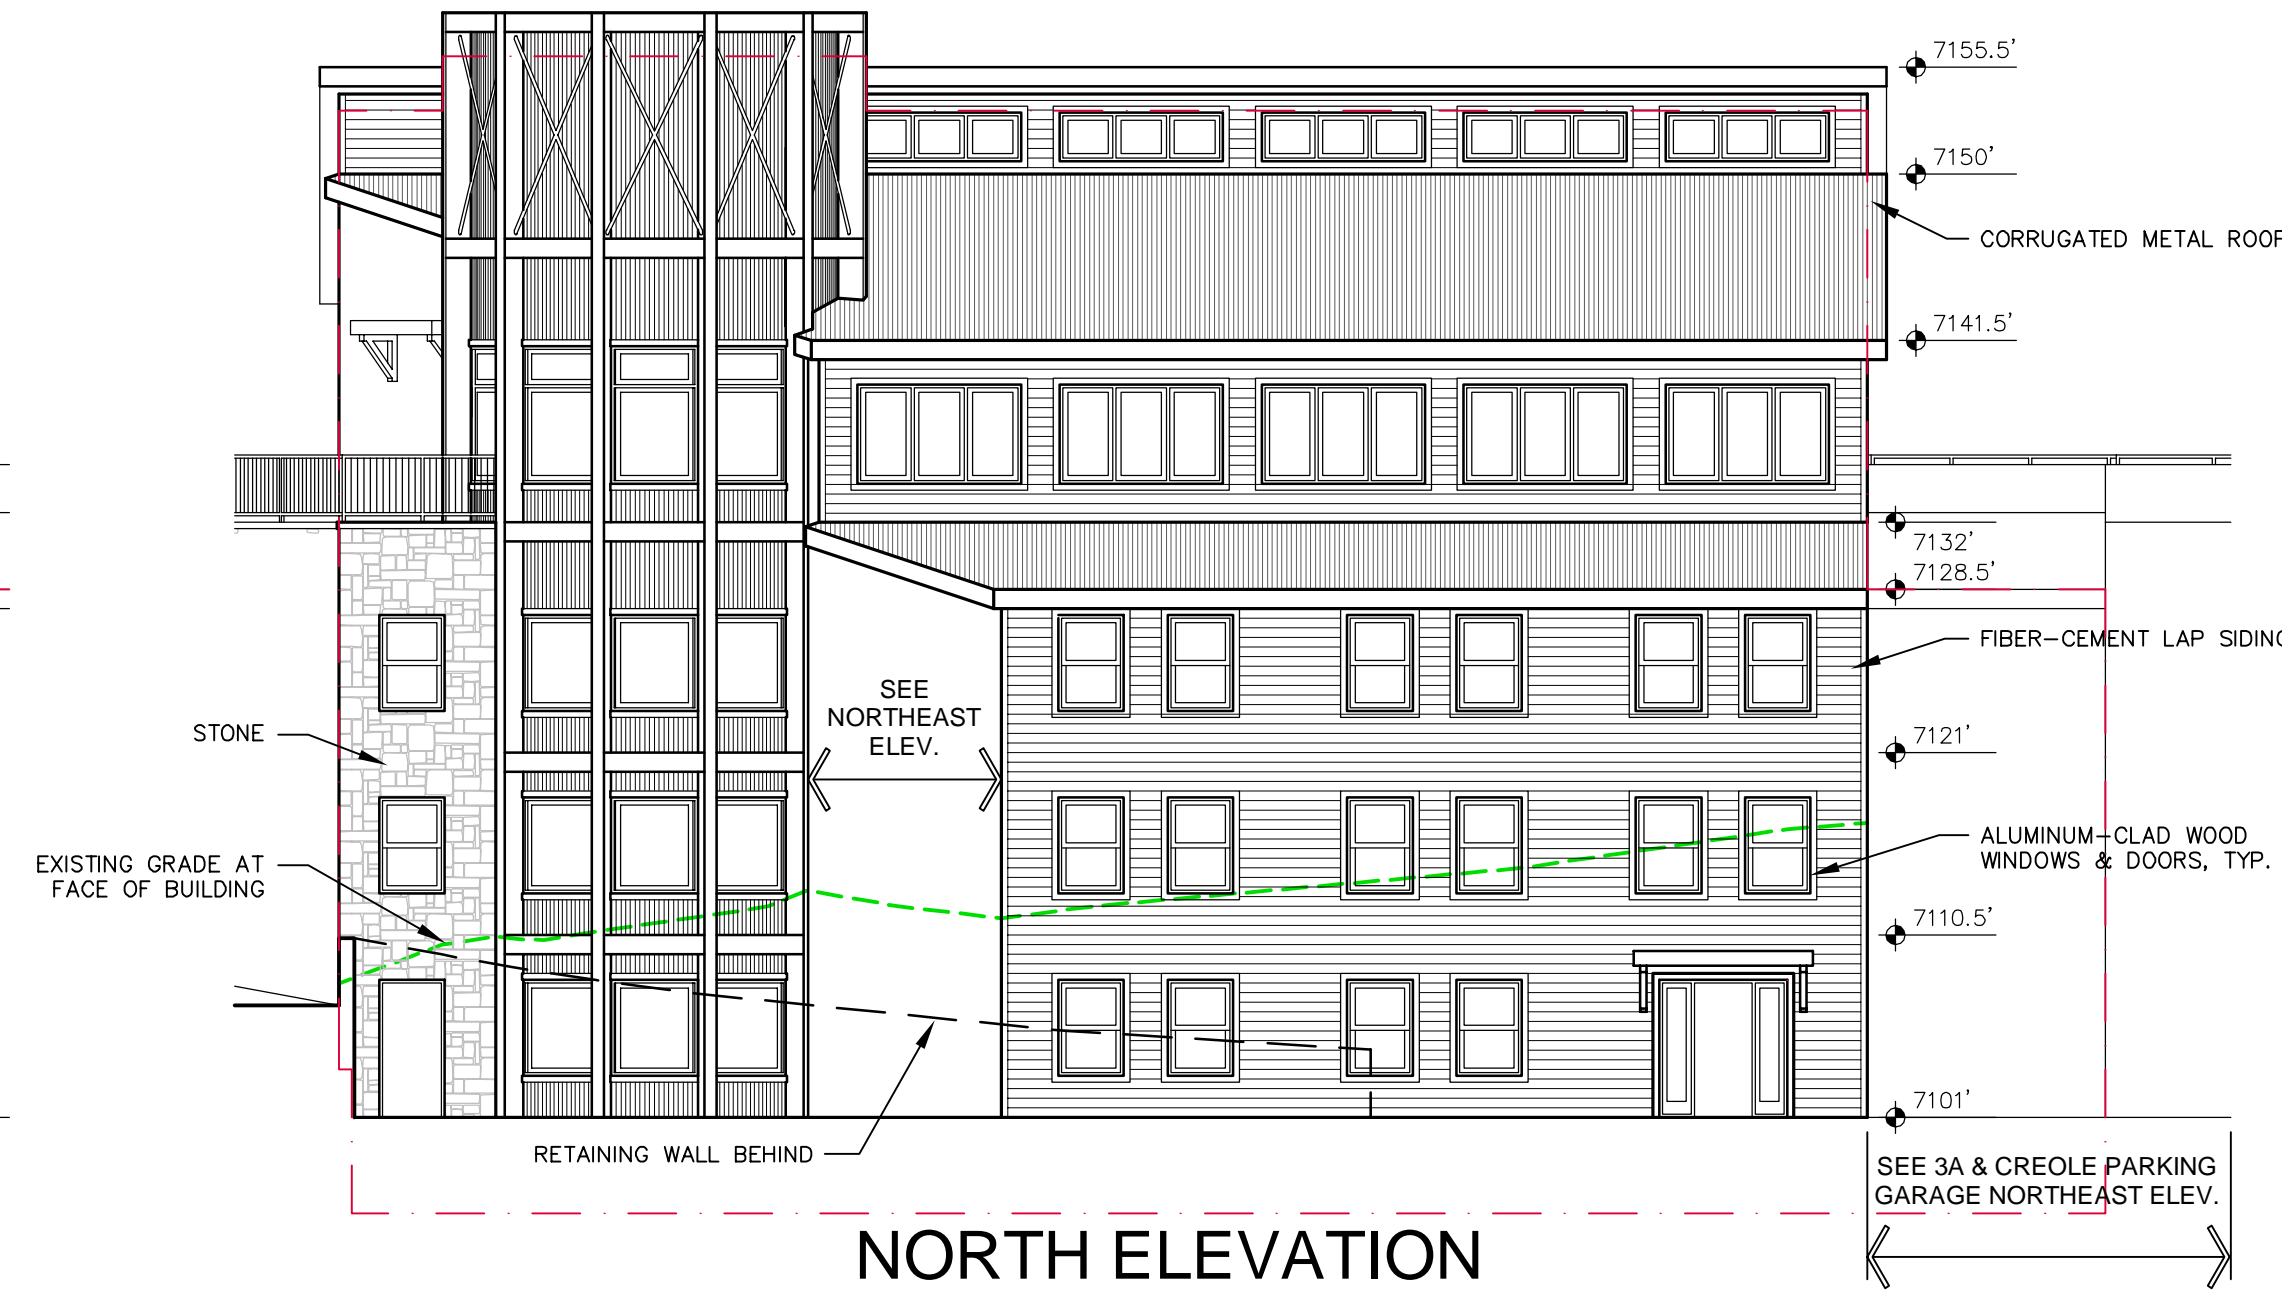 7155.5'
7150'
CORRUGATED METAL ROOF
7141.5'
7132'
7128.5'
FIBER-CEMENT LAP SIDING
SEE
NORTHEAST
ELEV.
STONE
7121'
ALUMINUM-CLAD WOOD
WINDOWS & DOORS, TYP.
EXISTING GRADE AT
FACE OF BUILDING
7110.5'
7101'
RETAINING WALL BEHIND
SEE 3A & CREOLE PARKING
GARAGE NORTHEAST ELEV.
NORTH ELEVATION